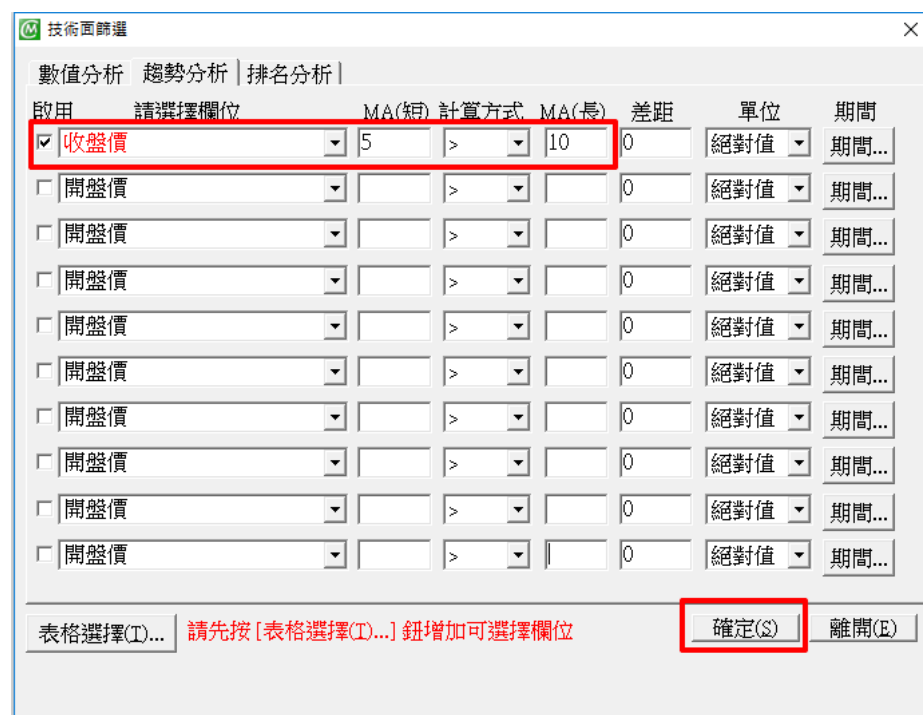 技術面篩選
數值分析 趨勢分析 排名分析
啟用 請選擇欄位 MA(短) 計算方式 MA(長) 差距 單位 期間
收盤價 5 > 10 0 絕對值 期間...
開盤價 > 0 絕對值 期間...
開盤價 > 0 絕對值 期間...
開盤價 > 0 絕對值 期間...
開盤價 > 0 絕對值 期間...
開盤價 > 0 絕對值 期間...
開盤價 > 0 絕對值 期間...
開盤價 > 0 絕對值 期間...
開盤價 > 0 絕對值 期間...
開盤價 > 0 絕對值 期間...
表格選擇(T)... 請先按[表格選擇(T)...]鈕增加可選擇欄位 確定(S) 離開(E)